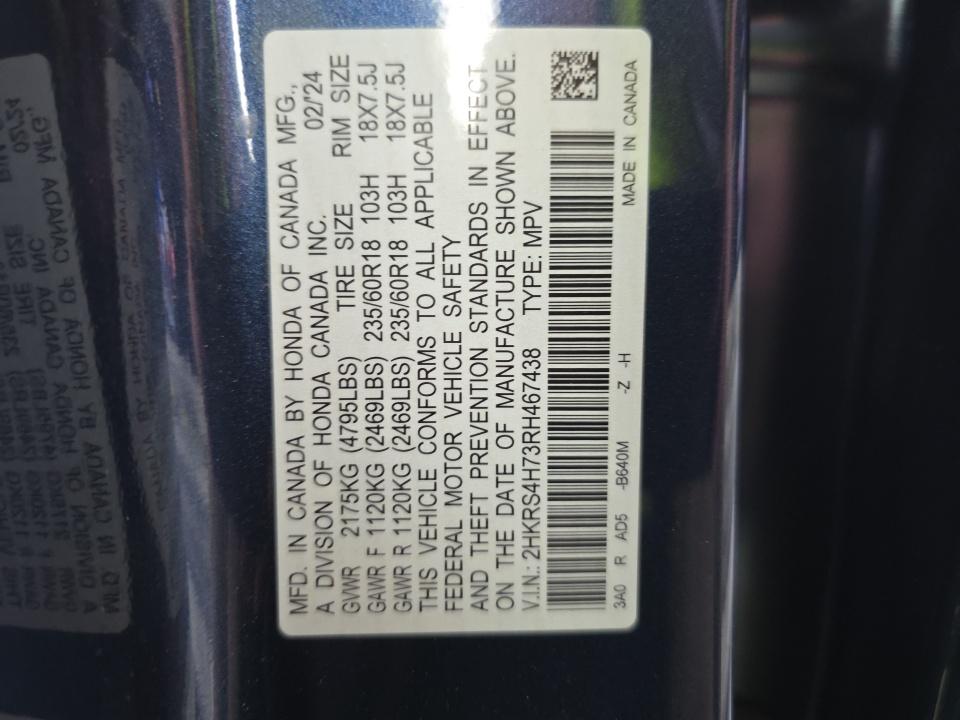 MFD. IN CANADA BY HONDA OF CANADA MFG.,
A DIVISION OF HONDA CANADA INC. 02/'24
GVWR 2175KG (4795LBS) TIRE SIZE RIM SIZE
GAWR F 1120KG (2469LBS) 235/60R18 103H 18X7.5J
GAWR R 1120KG (2469LBS) 235/60R18 103H 18X7.5J
THIS VEHICLE CONFORMS TO ALL APPLICABLE
FEDERAL MOTOR VEHICLE SAFETY
AND THEFT PREVENTION STANDARDS IN EFFECT
ON THE DATE OF MANUFACTURE SHOWN ABOVE.
V.I.N.: 2HKRS4H73RH467438 TYPE: MPV
3A0 R AD5 -B640M -Z -H MADE IN CANADA